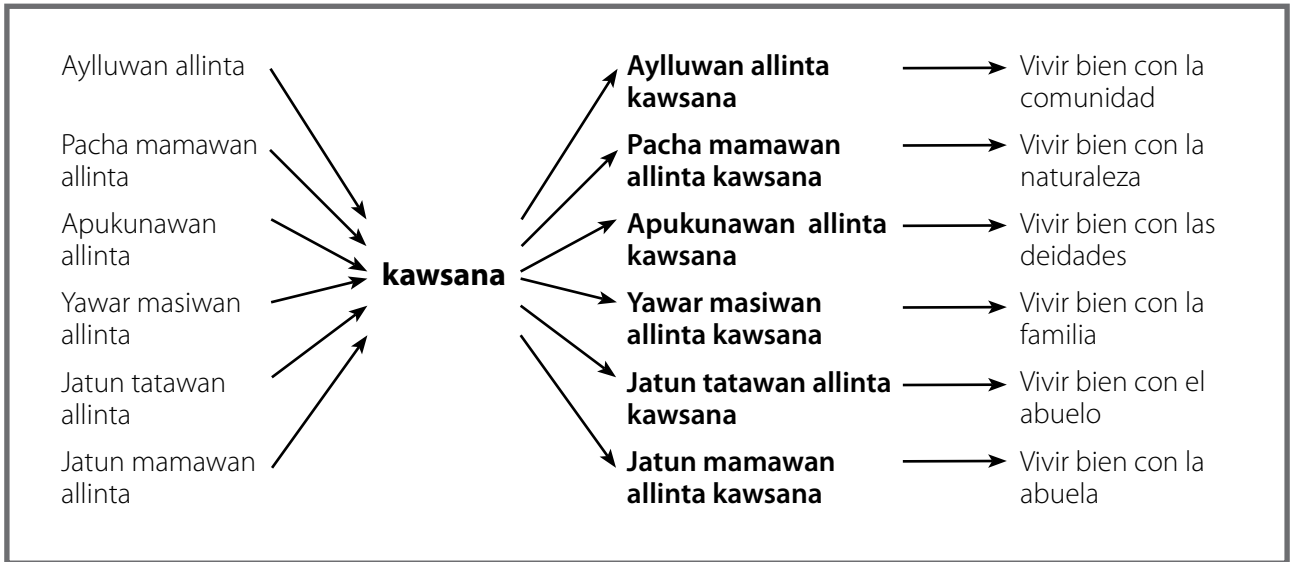 Aylluwan allinta
Pacha mamawan
allinta
Apukunawan
allinta
Yawar masiwan
allinta
Jatun tatawan
allinta
Jatun mamawan
allinta
kawsana
Aylluwan allinta
kawsana
Pacha mamawan
allinta kawsana
Apukunawan allinta
kawsana
Yawar masiwan
allinta kawsana
Jatun tatawan allinta
kawsana
Jatun mamawan
allinta kawsana
Vivir bien con la
comunidad
Vivir bien con la
naturaleza
Vivir bien con las
deidades
Vivir bien con la
familia
Vivir bien con el
abuelo
Vivir bien con la
abuela